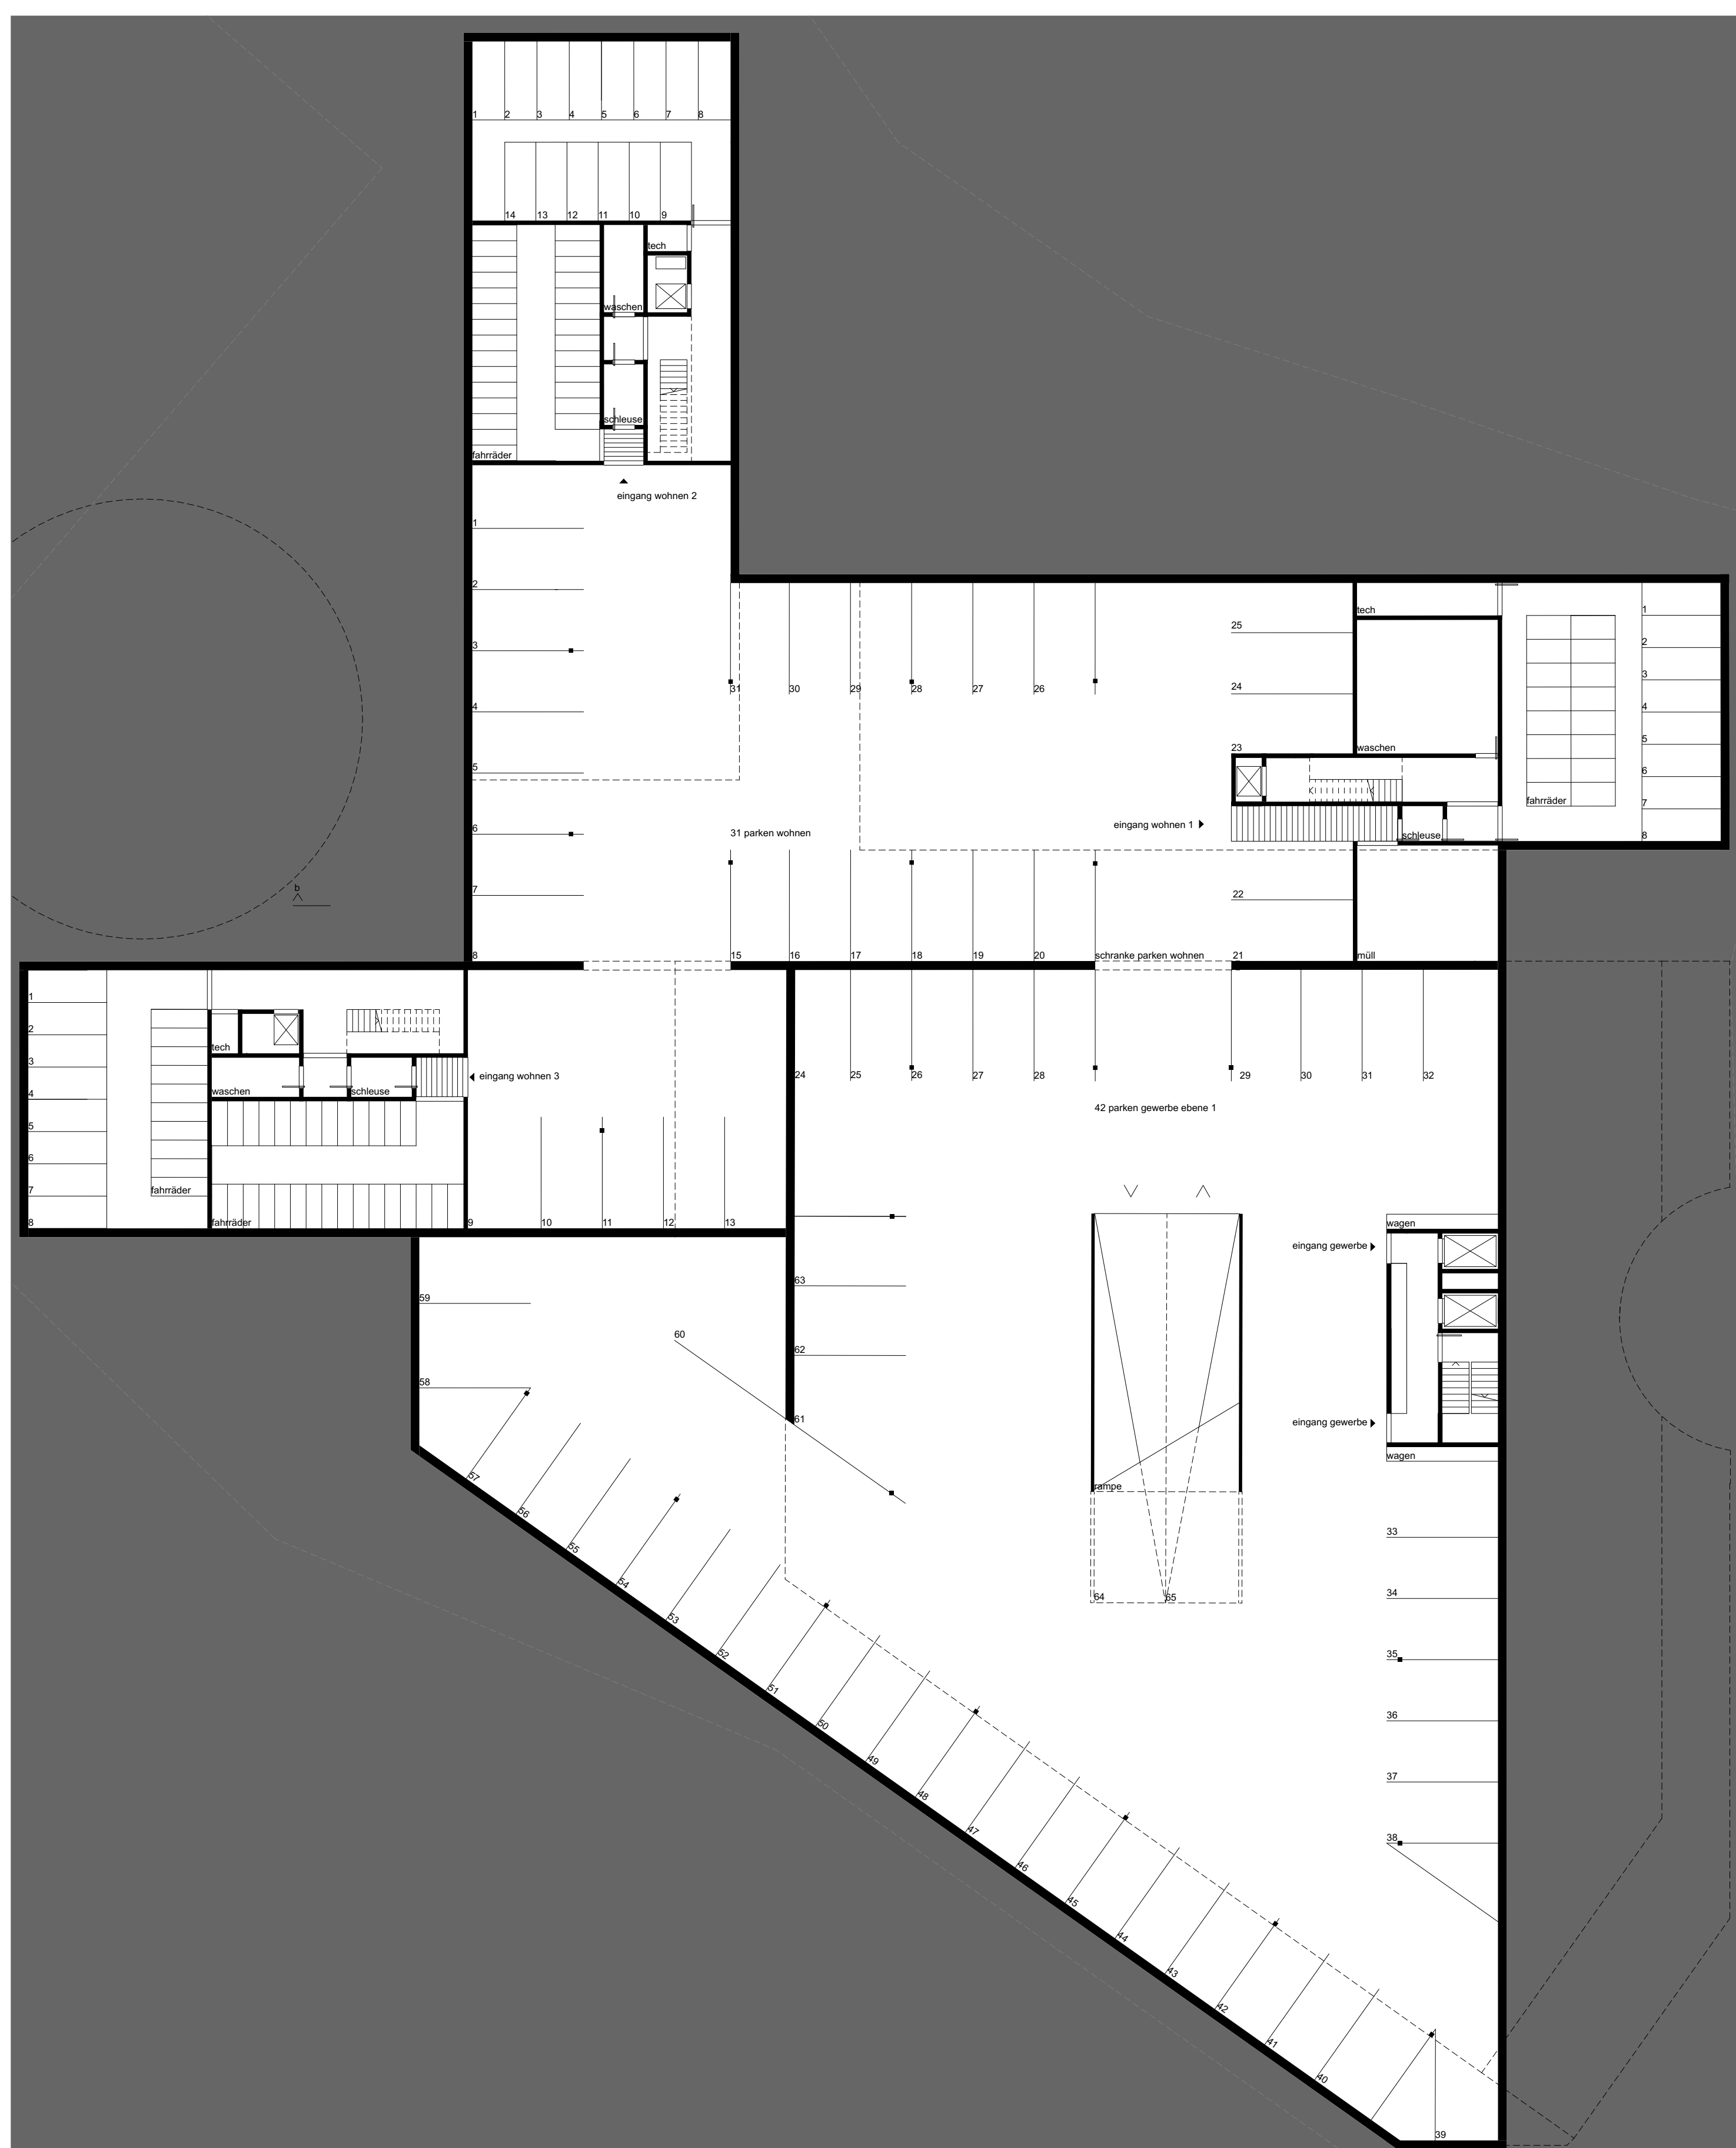 1 2 3 4 5 6 7 8
14 13 12 11 10 9
tech
waschen
schleuse
fahrräder
eingang wohnen 2
1
2
3
4
5
6
7
8
31 30 29 28 27 26
25
24
23
22
21
31 parken wohnen
eingang wohnen 1
tech
waschen
schleuse
müll
fahrräder
1
2
3
4
5
6
7
8
b
15 16 17 18 19 20
schranke parken wohnen
1
2
3
4
5
6
7
8
tech
waschen
schleuse
fahrräder
fahrräder
eingang wohnen 3
9 10 11 12 13
24 25 26 27 28 29 30 31 32
42 parken gewerbe ebene 1
wagen
eingang gewerbe
eingang gewerbe
wagen
63
62
61
60
59
58
rampe
64 65
33
34
35
36
37
38
57
56
55
54
53
52
51
50
49
48
47
46
45
44
43
42
41
40
39